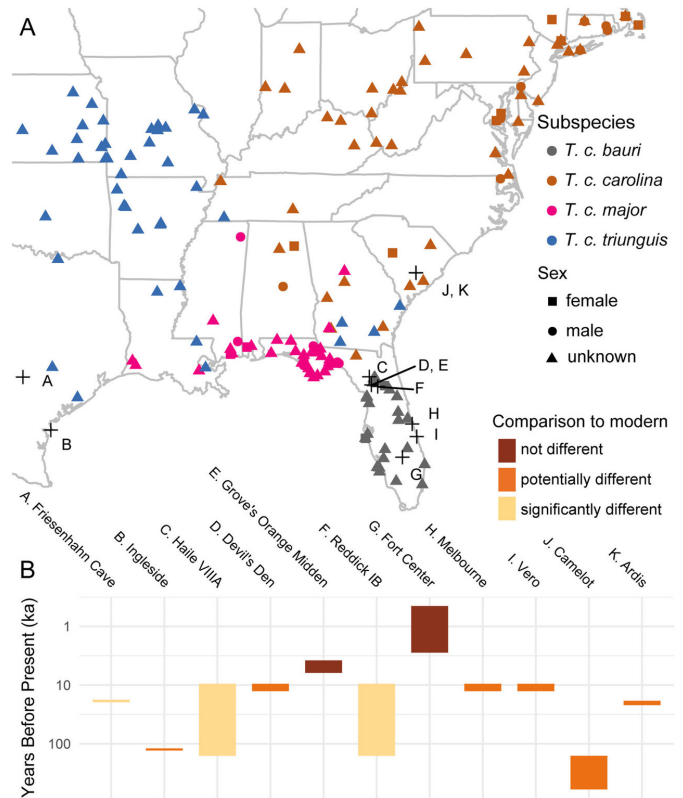 A
Subspecies
T. c. bauri
T. c. carolina
T. c. major
T. c. triunguis
Sex
female
male
unknown
J, K
D, E
C
F
A
H
B
I
G
Comparison to modern
not different
potentially different
significantly different
A. Friesenhahn Cave
B. Ingleside
C. Haile VIIIA
D. Devil's Den
E. Grove's Orange Midden
F. Reddick IB
G. Fort Center
H. Melbourne
I. Vero
J. Camelot
K. Ardis
B
Years Before Present (ka)
1
10
100